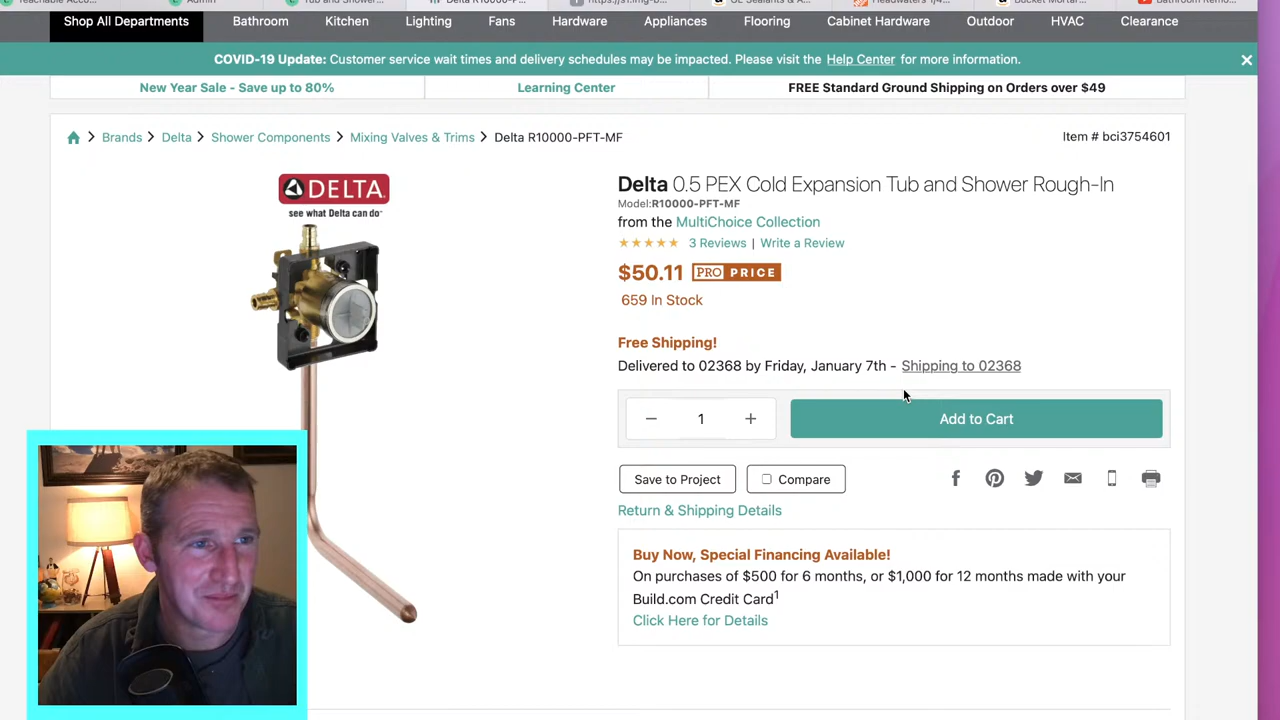 Admin
Shop All Departments
Bathroom
Kitchen
Lighting
Fans
Hardware
Appliances
Flooring
Cabinet Hardware
Outdoor
HVAC
Clearance
COVID-19 Update: Customer service wait times and delivery schedules may be impacted. Please visit the Help Center for more information.
New Year Sale - Save up to 80%
Learning Center
FREE Standard Ground Shipping on Orders over $49
Brands
Delta
Shower Components
Mixing Valves & Trims
Delta R10000-PFT-MF
Item # bci3754601
DELTA
see what Delta can do
Delta 0.5 PEX Cold Expansion Tub and Shower Rough-In
Model:R10000-PFT-MF
from the MultiChoice Collection
3 Reviews | Write a Review
$50.11 PRO PRICE
659 In Stock
Free Shipping!
Delivered to 02368 by Friday, January 7th - Shipping to 02368
1
Add to Cart
Save to Project
Compare
Return & Shipping Details
Buy Now, Special Financing Available!
On purchases of $500 for 6 months, or $1,000 for 12 months made with your
Build.com Credit Card1
Click Here for Details